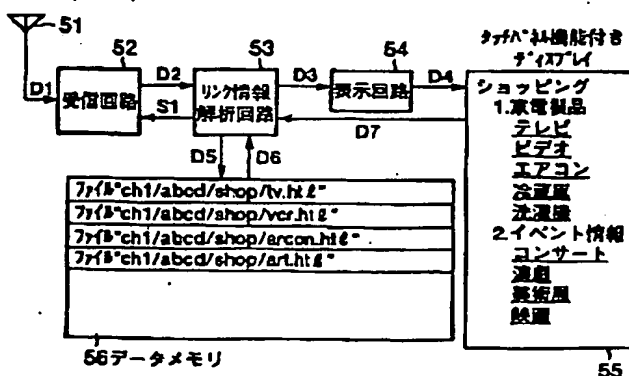 51
52
53
54
タッチパネル機能付き
ディスプレイ
D1
受信回路
D2
S1
リンク情報
解析回路
D3
表示回路
D4
D7
D5
D6
ショッピング
1.家電製品
テレビ
ビデオ
エアコン
冷蔵庫
洗濯機
2.イベント情報
コンサート
演劇
美術展
映画
ファイル"ch1/abcd/shop/tv.htℓ"
ファイル"ch1/abcd/shop/vcr.htℓ"
ファイル"ch1/abcd/shop/arcon.htℓ"
ファイル"ch1/abcd/shop/art.htℓ"
56データメモリ
55